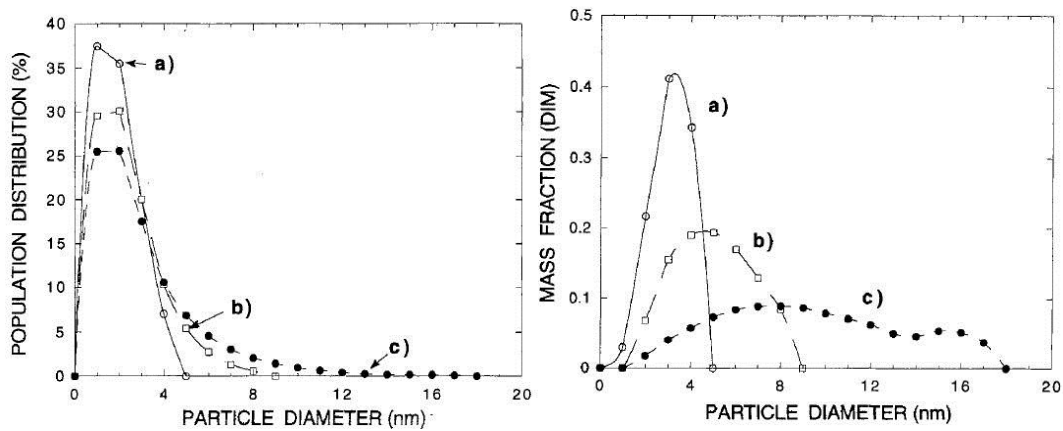 POPULATION DISTRIBUTION (%)
40
35
30
25
20
15
10
5
0
a)
b)
c)
0 4 8 12 16 20
PARTICLE DIAMETER (nm)
MASS FRACTION (DIM)
0.5
0.4
0.3
0.2
0.1
0
a)
b)
c)
0 4 8 12 16 20
PARTICLE DIAMETER (nm)